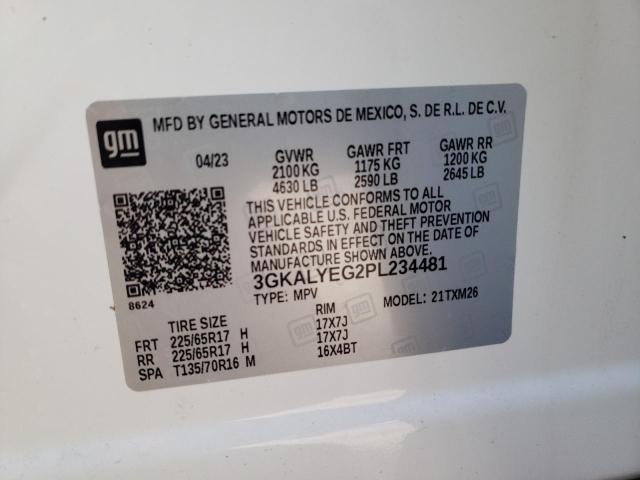 gm
MFD BY GENERAL MOTORS DE MEXICO, S. DE R.L. DE C.V.
04/23 GVWR GAWR FRT GAWR RR
2100 KG 1175 KG 1200 KG
4630 LB 2590 LB 2645 LB
THIS VEHICLE CONFORMS TO ALL
APPLICABLE U.S. FEDERAL MOTOR
VEHICLE SAFETY AND THEFT PREVENTION
STANDARDS IN EFFECT ON THE DATE OF
MANUFACTURE SHOWN ABOVE.
8624 3GKALYEG2PL234481
TYPE: MPV MODEL: 21TXM26
TIRE SIZE RIM
FRT 225/65R17 H 17X7J
RR 225/65R17 H 17X7J
SPA T135/70R16 M 16X4BT